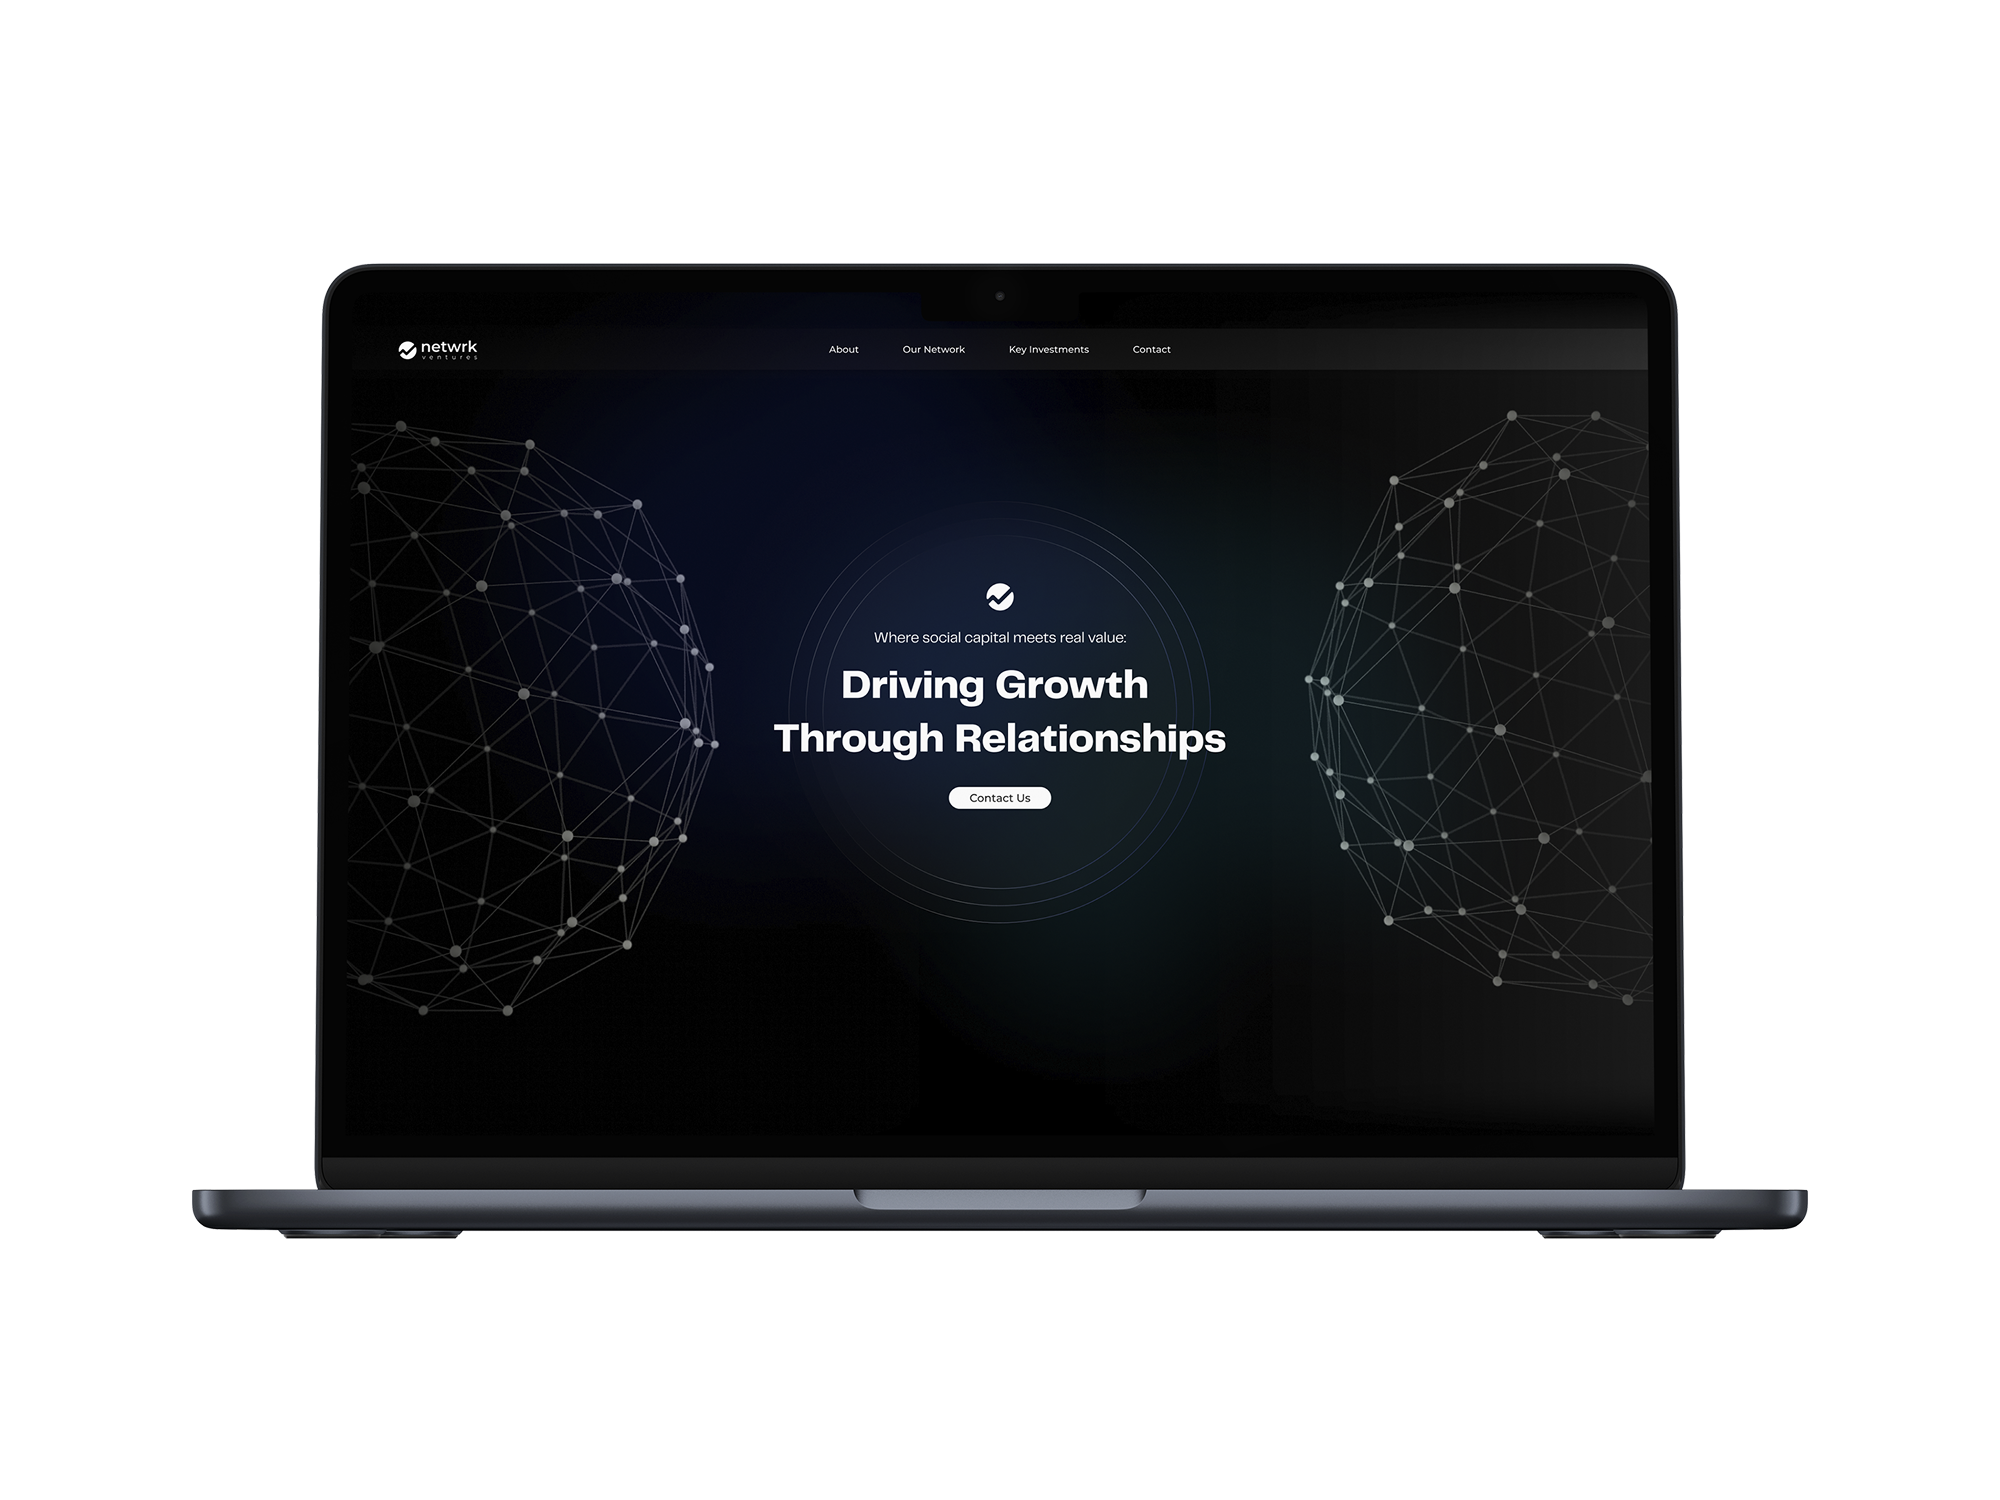 netwrk
ventures
About
Our Network
Key Investments
Contact
Where social capital meets real value:
Driving Growth
Through Relationships
Contact Us